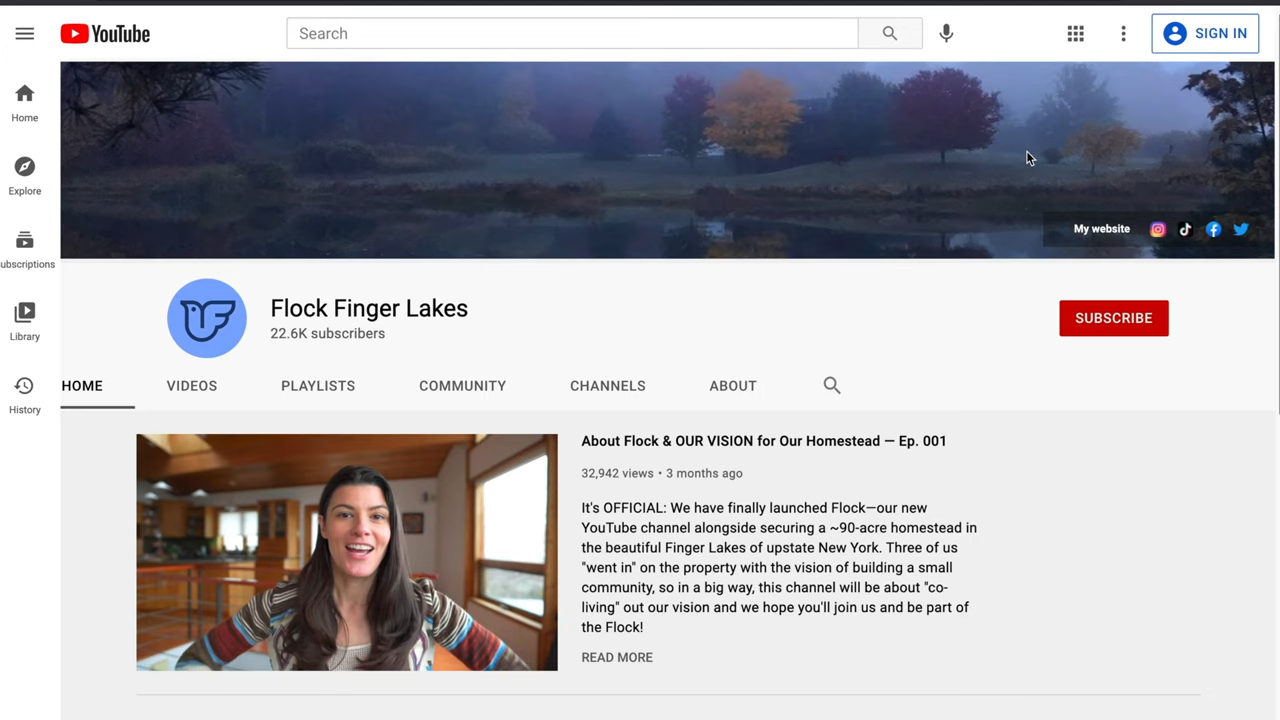 YouTube
Search
SIGN IN
Home
Explore
ubscriptions
Library
History
My website
Flock Finger Lakes
22.6K subscribers
SUBSCRIBE
HOME VIDEOS PLAYLISTS COMMUNITY CHANNELS ABOUT
About Flock & OUR VISION for Our Homestead — Ep. 001
32,942 views • 3 months ago
It's OFFICIAL: We have finally launched Flock—our new
YouTube channel alongside securing a ~90-acre homestead in
the beautiful Finger Lakes of upstate New York. Three of us
"went in" on the property with the vision of building a small
community, so in a big way, this channel will be about "co-
living" out our vision and we hope you'll join us and be part of
the Flock!
READ MORE